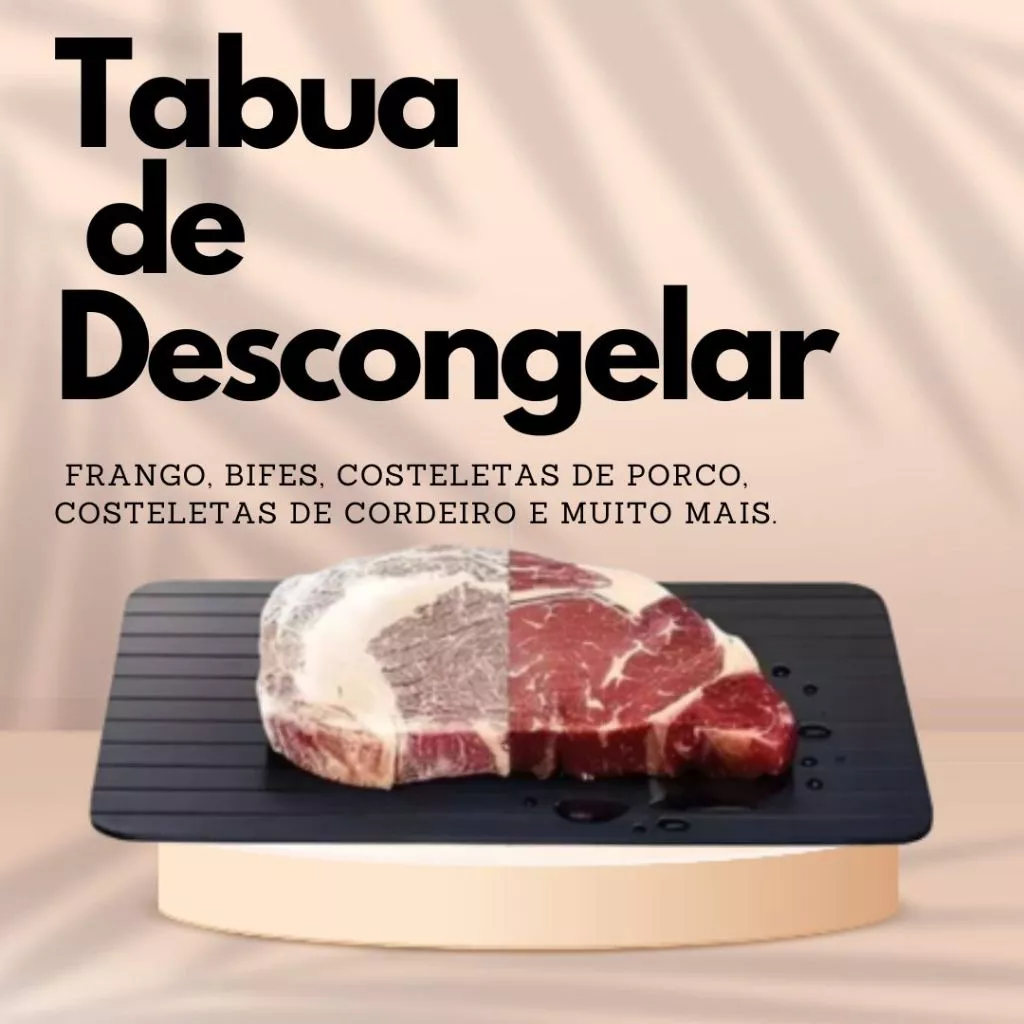 Tabua
de
Descongelar
FRANGO, BIFES, COSTELETAS DE PORCO,
COSTELETAS DE CORDEIRO E MUITO MAIS.